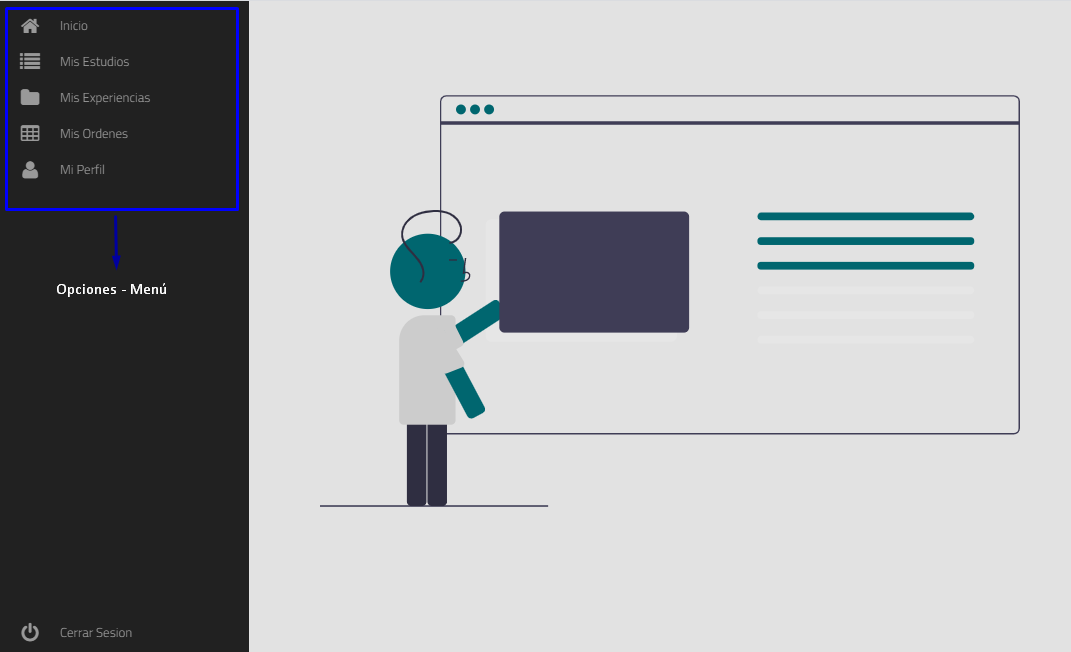 Inicio
Mis Estudios
Mis Experiencias
Mis Ordenes
Mi Perfil
Opciones - Menú
Cerrar Sesion